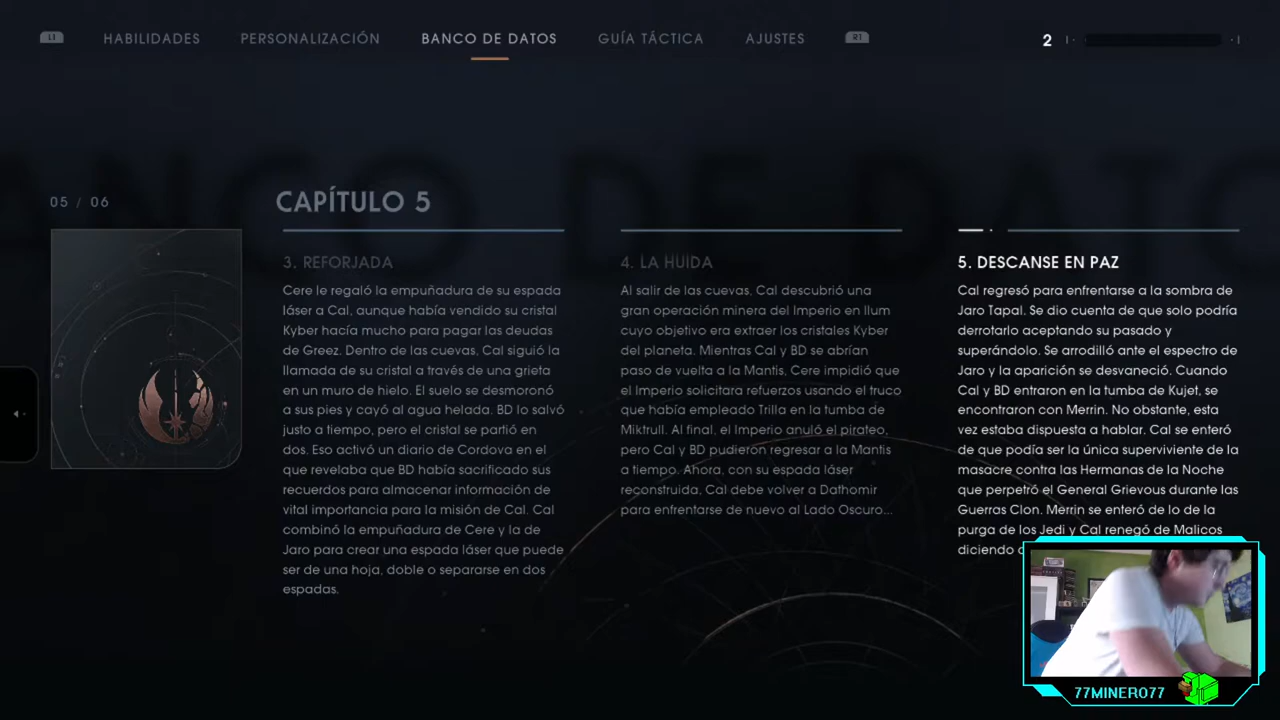 L1 HABILIDADES PERSONALIZACIÓN BANCO DE DATOS GUÍA TÁCTICA AJUSTES R1 2
BANCO DE DATO
05 / 06
CAPÍTULO 5
3. REFORJADA
Cere le regaló la empuñadura de su espada
láser a Cal, aunque había vendido su cristal
Kyber hacía mucho para pagar las deudas
de Greez. Dentro de las cuevas, Cal siguió la
llamada de su cristal a través de una grieta
en un muro de hielo. El suelo se desmoronó
a sus pies y cayó al agua helada. BD lo salvó
justo a tiempo, pero el cristal se partió en
dos. Eso activó un diario de Cordova en el
que revelaba que BD había sacrificado sus
recuerdos para almacenar información de
vital importancia para la misión de Cal. Cal
combinó la empuñadura de Cere y la de
Jaro para crear una espada láser que puede
ser de una hoja, doble o separarse en dos
espadas.
4. LA HUIDA
Al salir de las cuevas, Cal descubrió una
gran operación minera del Imperio en Ilum
cuyo objetivo era extraer los cristales Kyber
del planeta. Mientras Cal y BD se abrían
paso de vuelta a la Mantis, Cere impidió que
el Imperio solicitara refuerzos usando el truco
que había empleado Trilla en la tumba de
Miktrull. Al final, el Imperio anuló el pirateo,
pero Cal y BD pudieron regresar a la Mantis
a tiempo. Ahora, con su espada láser
reconstruida, Cal debe volver a Dathomir
para enfrentarse de nuevo al Lado Oscuro...
5. DESCANSE EN PAZ
Cal regresó para enfrentarse a la sombra de
Jaro Tapal. Se dio cuenta de que solo podría
derrotarlo aceptando su pasado y
superándolo. Se arrodilló ante el espectro de
Jaro y la aparición se desvaneció. Cuando
Cal y BD entraron en la tumba de Kujet, se
encontraron con Merrin. No obstante, esta
vez estaba dispuesta a hablar. Cal se enteró
de que podía ser la única superviviente de la
masacre contra las Hermanas de la Noche
que perpetró el General Grievous durante las
Guerras Clon. Merrin se enteró de lo de la
purga de los Jedi y Cal renegó de Malicos
diciendo
77MINERO77